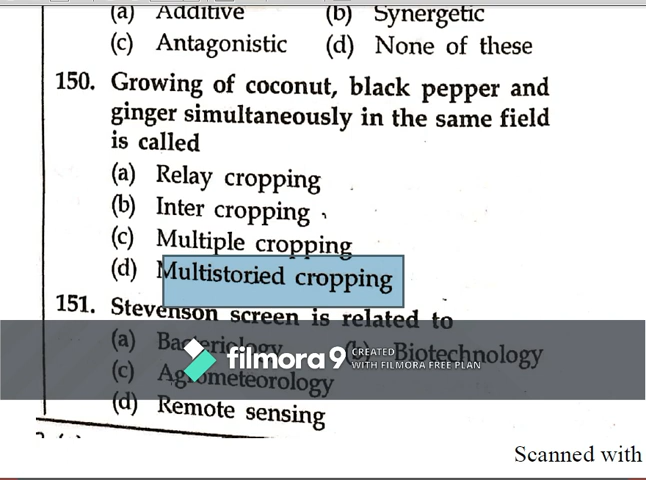 (a) Additive (b) Synergetic
(c) Antagonistic (d) None of these
150. Growing of coconut, black pepper and
ginger simultaneously in the same field
is called
(a) Relay cropping
(b) Inter cropping
(c) Multiple cropping
(d) Multistoried cropping
151. Stevenson screen is related to
(a) Bacteriology (b) Biotechnology
(c) Agrometeorology
(d) Remote sensing
filmora9 CREATED
WITH FILMORA FREE PLAN
Scanned with